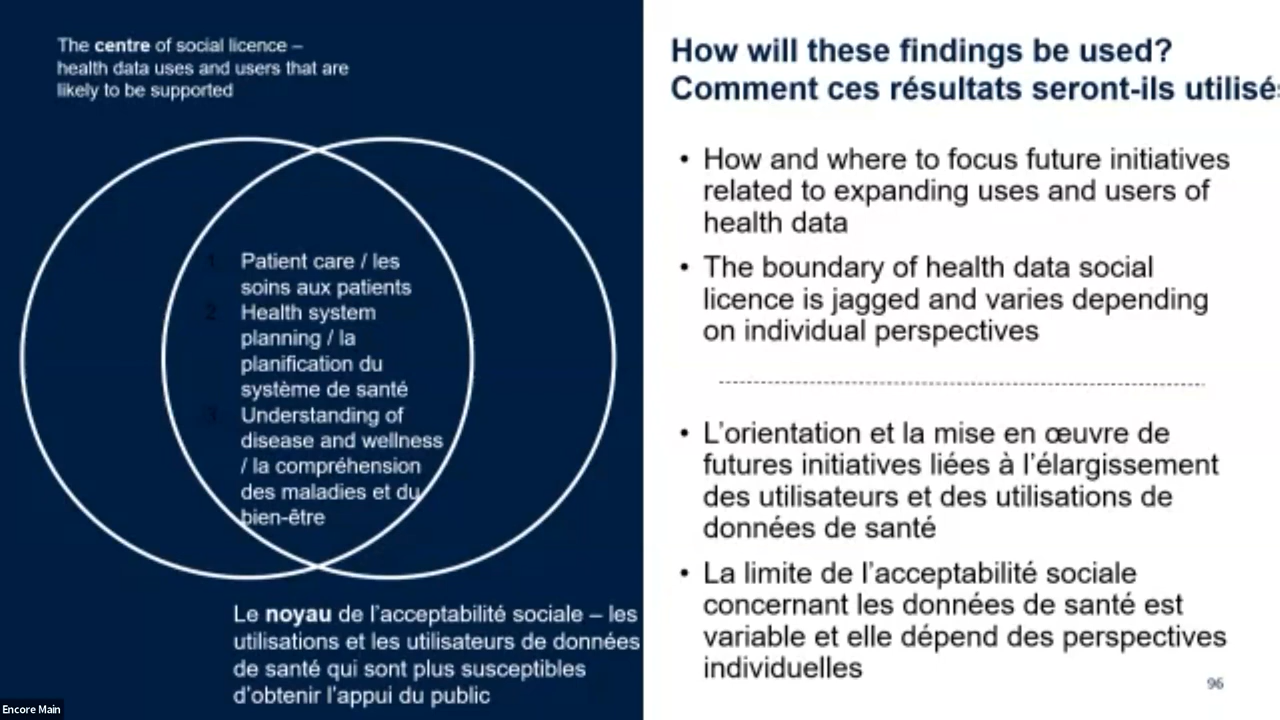 The centre of social licence –
health data uses and users that are
likely to be supported
1. Patient care / les
soins aux patients
2. Health system
planning / la
planification du
système de santé
3. Understanding of
disease and wellness
/ la compréhension
des maladies et du
bien-être
Le noyau de l'acceptabilité sociale – les
utilisations et les utilisateurs de données
de santé qui sont plus susceptibles
d'obtenir l'appui du public
How will these findings be used?
Comment ces résultats seront-ils utilisés
• How and where to focus future initiatives
related to expanding uses and users of
health data
• The boundary of health data social
licence is jagged and varies depending
on individual perspectives
• L'orientation et la mise en œuvre de
futures initiatives liées à l'élargissement
des utilisateurs et des utilisations de
données de santé
• La limite de l'acceptabilité sociale
concernant les données de santé est
variable et elle dépend des perspectives
individuelles
96
Encore Main